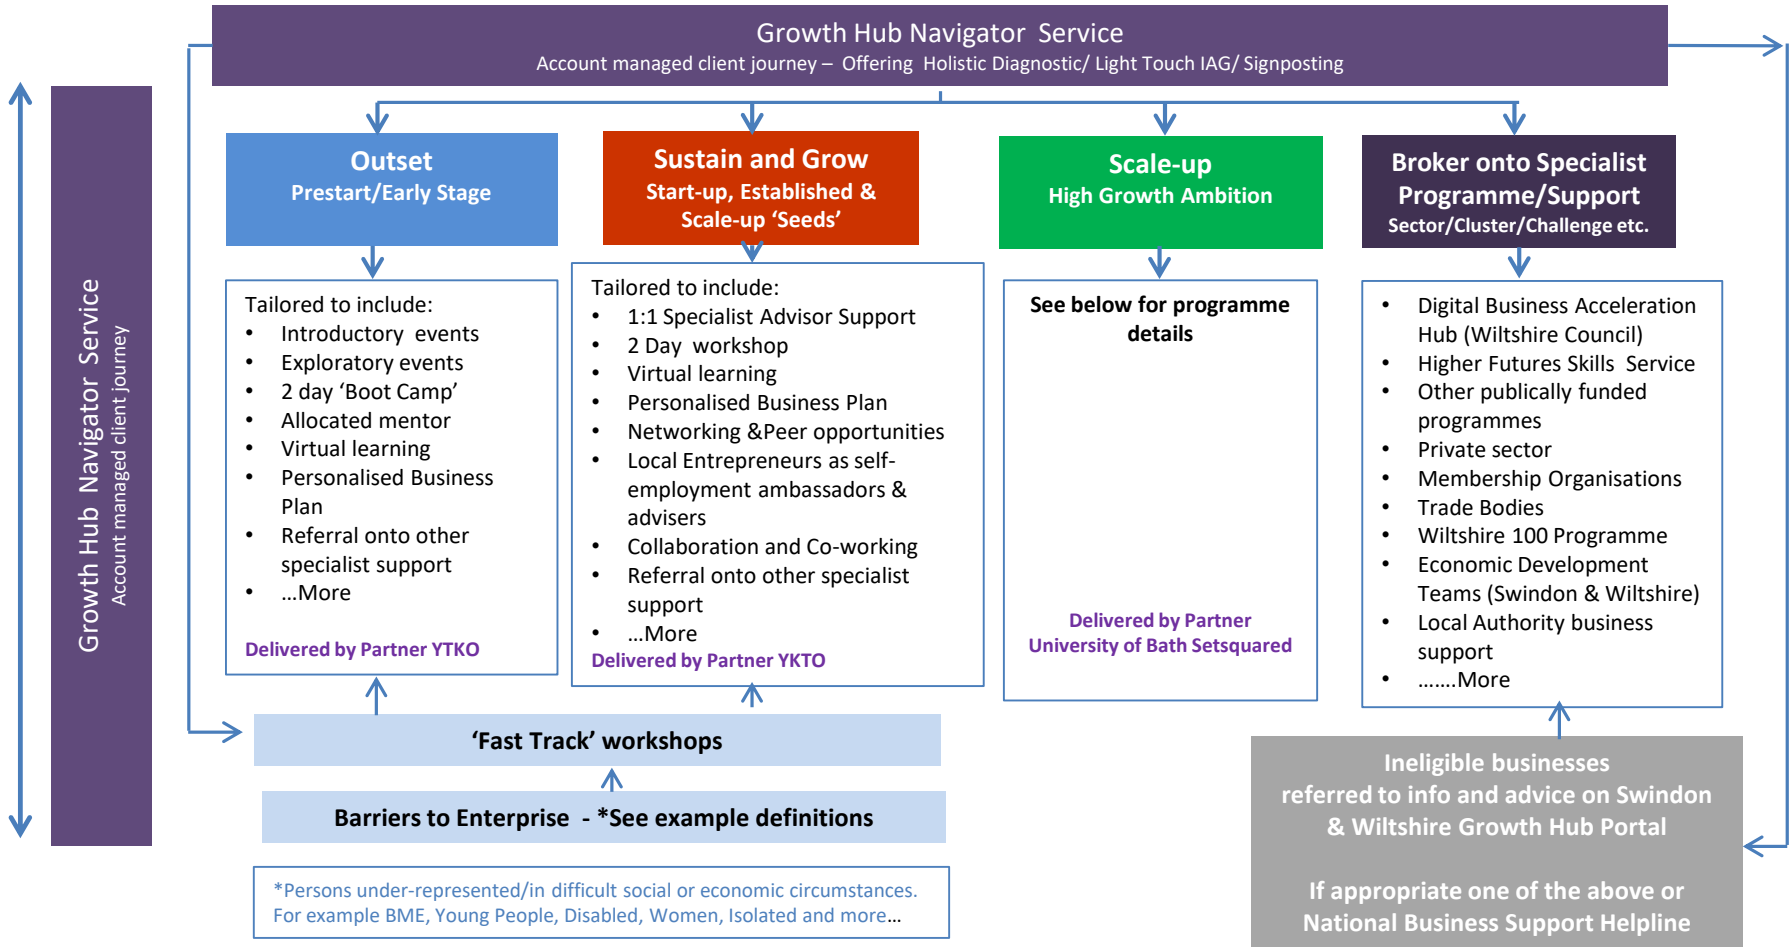 Growth Hub Navigator Service
Account managed client journey – Offering Holistic Diagnostic/ Light Touch IAG/ Signposting
Growth Hub Navigator Service
Account managed client journey
Outset
Prestart/Early Stage
Tailored to include:
• Introductory events
• Exploratory events
• 2 day ‘Boot Camp’
• Allocated mentor
• Virtual learning
• Personalised Business
Plan
• Referral onto other
specialist support
• ...More
Delivered by Partner YTKO
Sustain and Grow
Start-up, Established &
Scale-up ‘Seeds’
Tailored to include:
• 1:1 Specialist Advisor Support
• 2 Day workshop
• Virtual learning
• Personalised Business Plan
• Networking &Peer opportunities
• Local Entrepreneurs as self-
employment ambassadors &
advisers
• Collaboration and Co-working
• Referral onto other specialist
support
• ...More
Delivered by Partner YKTO
Scale-up
High Growth Ambition
See below for programme
details
Delivered by Partner
University of Bath Setsquared
Broker onto Specialist
Programme/Support
Sector/Cluster/Challenge etc.
• Digital Business Acceleration
Hub (Wiltshire Council)
• Higher Futures Skills Service
• Other publically funded
programmes
• Private sector
• Membership Organisations
• Trade Bodies
• Wiltshire 100 Programme
• Economic Development
Teams (Swindon & Wiltshire)
• Local Authority business
support
• .......More
‘Fast Track’ workshops
Barriers to Enterprise - *See example definitions
*Persons under-represented/in difficult social or economic circumstances.
For example BME, Young People, Disabled, Women, Isolated and more...
Ineligible businesses
referred to info and advice on Swindon
& Wiltshire Growth Hub Portal
If appropriate one of the above or
National Business Support Helpline